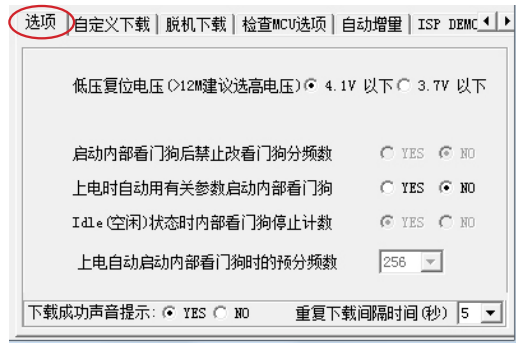 选项 自定义下载 脱机下载 检查MCU选项 自动增量 ISP DEMO
低压复位电压(>12M建议选高电压) 4.1V 以下 3.7V 以下
启动内部看门狗后禁止改看门狗分频数 YES NO
上电时自动用有关参数启动内部看门狗 YES NO
Idle(空闲)状态时内部看门狗停止计数 YES NO
上电自动启动内部看门狗时的预分频数 256
下载成功声音提示: YES NO 重复下载间隔时间(秒) 5